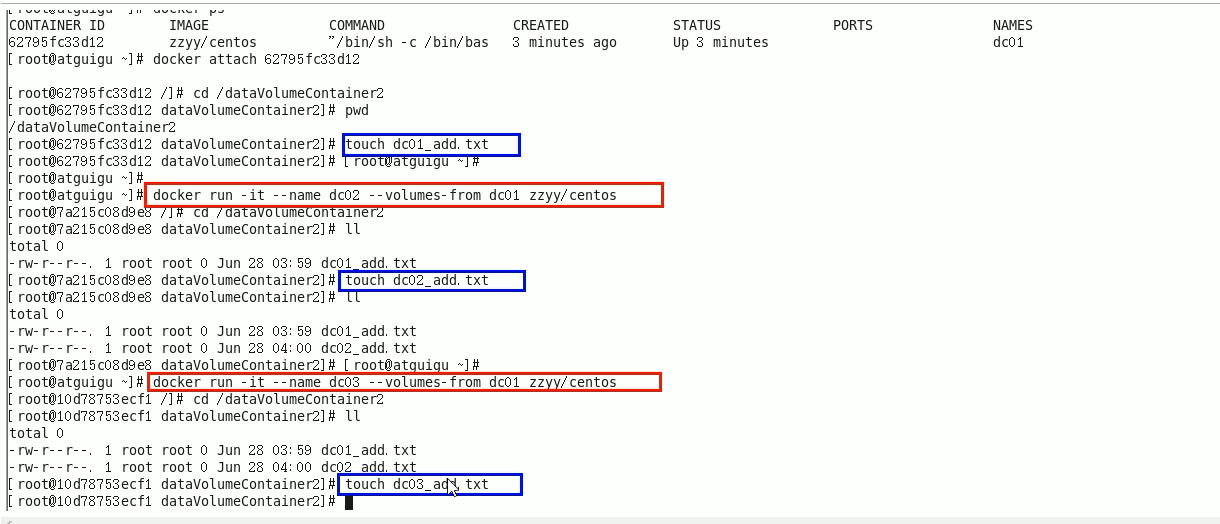 [root@atguigu ~]# docker ps
CONTAINER ID IMAGE COMMAND CREATED STATUS PORTS NAMES
62795fc33d12 zzyy/centos "/bin/sh -c /bin/bas 3 minutes ago Up 3 minutes dc01
[root@atguigu ~]# docker attach 62795fc33d12
[root@62795fc33d12 /]# cd /dataVolumeContainer2
[root@62795fc33d12 dataVolumeContainer2]# pwd
/dataVolumeContainer2
[root@62795fc33d12 dataVolumeContainer2]# touch dc01_add.txt
[root@62795fc33d12 dataVolumeContainer2]# [root@atguigu ~]#
[root@atguigu ~]#
[root@atguigu ~]# docker run -it --name dc02 --volumes-from dc01 zzyy/centos
[root@7a215c08d9e8 /]# cd /dataVolumeContainer2
[root@7a215c08d9e8 dataVolumeContainer2]# ll
total 0
-rw-r--r--. 1 root root 0 Jun 28 03:59 dc01_add.txt
[root@7a215c08d9e8 dataVolumeContainer2]# touch dc02_add.txt
[root@7a215c08d9e8 dataVolumeContainer2]# ll
total 0
-rw-r--r--. 1 root root 0 Jun 28 03:59 dc01_add.txt
-rw-r--r--. 1 root root 0 Jun 28 04:00 dc02_add.txt
[root@7a215c08d9e8 dataVolumeContainer2]# [root@atguigu ~]#
[root@atguigu ~]# docker run -it --name dc03 --volumes-from dc01 zzyy/centos
[root@10d78753ecf1 /]# cd /dataVolumeContainer2
[root@10d78753ecf1 dataVolumeContainer2]# ll
total 0
-rw-r--r--. 1 root root 0 Jun 28 03:59 dc01_add.txt
-rw-r--r--. 1 root root 0 Jun 28 04:00 dc02_add.txt
[root@10d78753ecf1 dataVolumeContainer2]# touch dc03_add.txt
[root@10d78753ecf1 dataVolumeContainer2]#